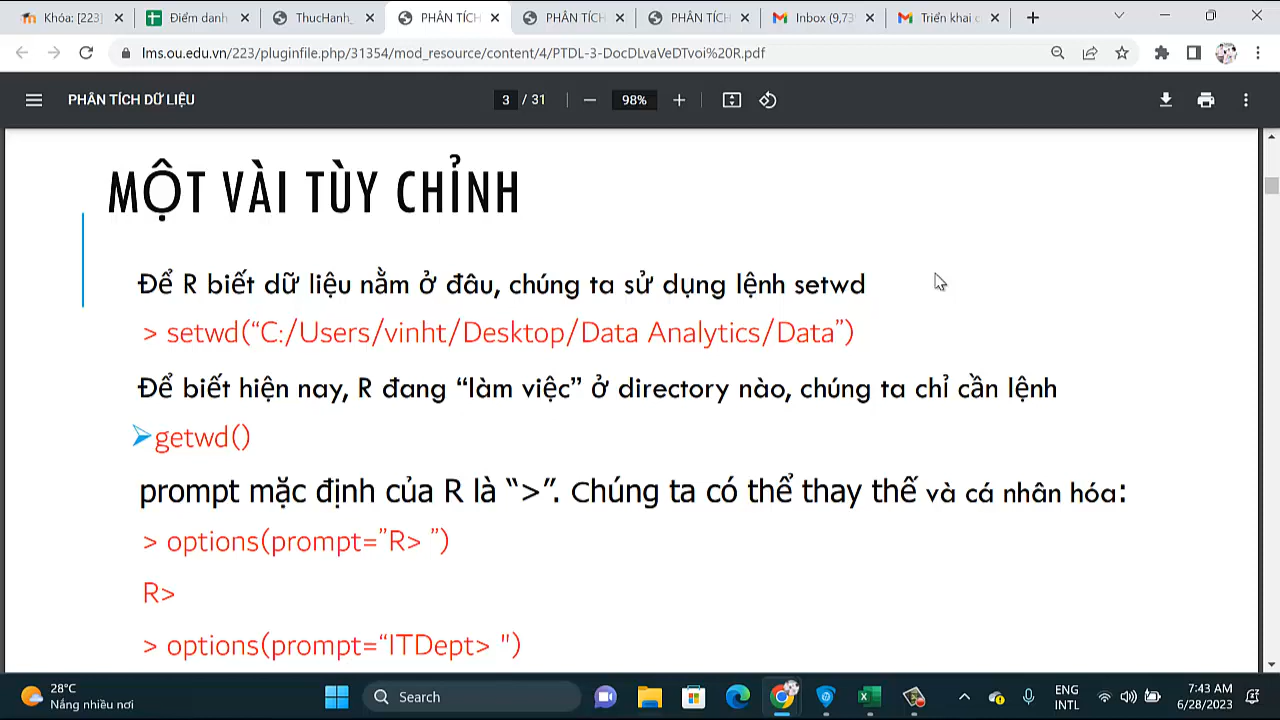 Khóa: [223]
Điểm danh
ThucHanh_
PHÂN TÍCH
PHÂN TÍCH
PHÂN TÍCH
Inbox (9,73
Triển khai c
lms.ou.edu.vn/223/pluginfile.php/31354/mod_resource/content/4/PTDL-3-DocDLvaVeDTvoi%20R.pdf
PHÂN TÍCH DỮ LIỆU
3 / 31
98%
MỘT VÀI TÙY CHỈNH
Để R biết dữ liệu nằm ở đâu, chúng ta sử dụng lệnh setwd
> setwd(“C:/Users/vinht/Desktop/Data Analytics/Data”)
Để biết hiện nay, R đang “làm việc” ở directory nào, chúng ta chỉ cần lệnh
➢getwd()
prompt mặc định của R là “>”. Chúng ta có thể thay thế và cá nhân hóa:
> options(prompt=”R> ”)
R>
> options(prompt=“ITDept> ")
28°C
Nắng nhiều nơi
Search
ENG
INTL
7:43 AM
6/28/2023